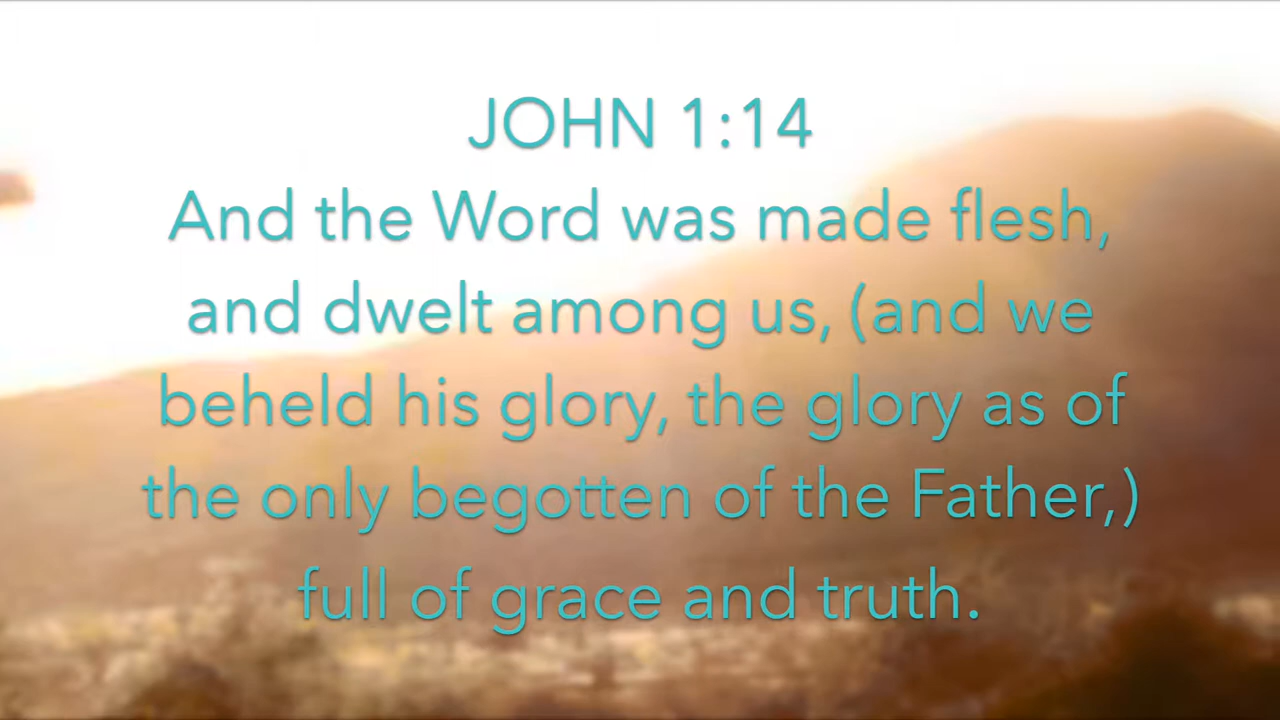 JOHN 1:14
And the Word was made flesh,
and dwelt among us, (and we
beheld his glory, the glory as of
the only begotten of the Father,)
full of grace and truth.